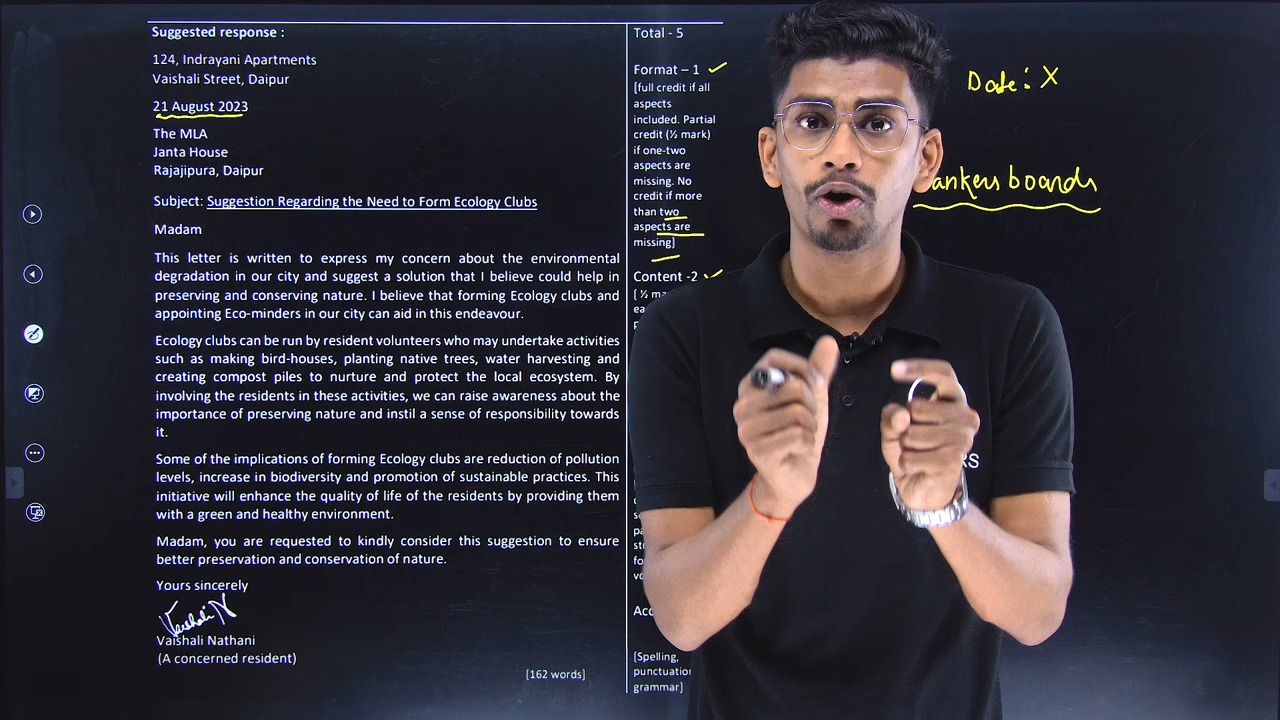 Suggested response :
124, Indrayani Apartments
Vaishali Street, Daipur
21 August 2023
The MLA
Janta House
Rajajipura, Daipur
Subject: Suggestion Regarding the Need to Form Ecology Clubs
Madam
This letter is written to express my concern about the environmental
degradation in our city and suggest a solution that I believe could help in
preserving and conserving nature. I believe that forming Ecology clubs and
appointing Eco-minders in our city can aid in this endeavour.
Ecology clubs can be run by resident volunteers who may undertake activities
such as making bird-houses, planting native trees, water harvesting and
creating compost piles to nurture and protect the local ecosystem. By
involving the residents in these activities, we can raise awareness about the
importance of preserving nature and instil a sense of responsibility towards
it.
Some of the implications of forming Ecology clubs are reduction of pollution
levels, increase in biodiversity and promotion of sustainable practices. This
initiative will enhance the quality of life of the residents by providing them
with a green and healthy environment.
Madam, you are requested to kindly consider this suggestion to ensure
better preservation and conservation of nature.
Yours sincerely
Vaishali N
Vaishali Nathani
(A concerned resident)
[162 words]
Total - 5
Format – 1
[full credit if all
aspects
included. Partial
credit (½ mark)
if one-two
aspects are
missing. No
credit if more
than two
aspects are
missing]
Content -2
[ ½
[Spelling,
punctuation
grammar]
Date: X
ankers boards
RS